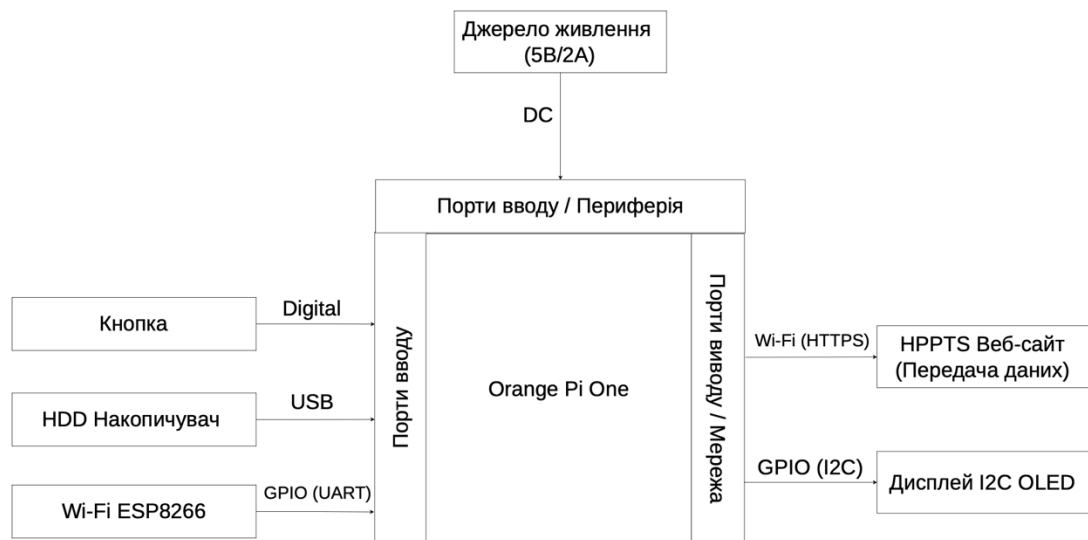 Джерело живлення
(5В/2А)
DC
Порти вводу / Периферія
Кнопка
Digital
HDD Накопичувач
USB
Wi-Fi ESP8266
GPIO (UART)
Порти вводу
Orange Pi One
Порти виводу / Мережа
Wi-Fi (HTTPS)
HPPTS Веб-сайт
(Передача даних)
GPIO (I2C)
Дисплей I2C OLED